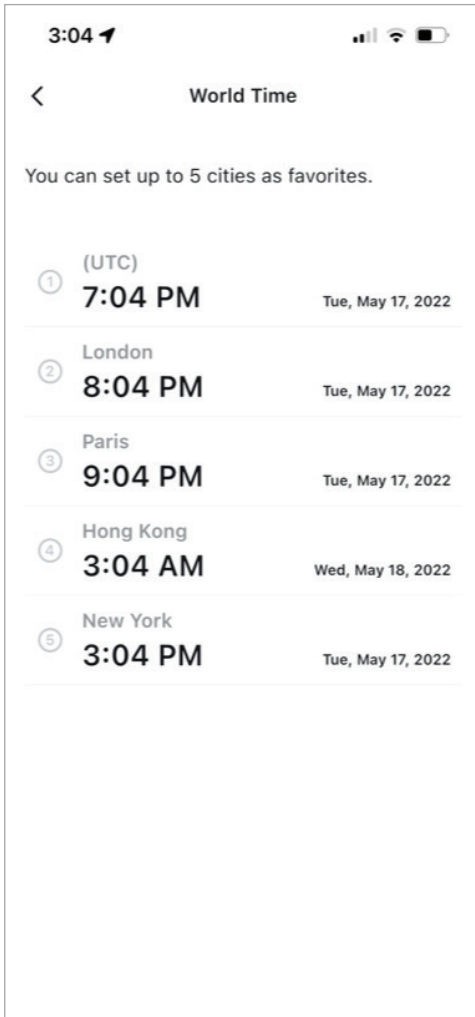 3:04
World Time
You can set up to 5 cities as favorites.
(UTC)
1
7:04 PM
Tue, May 17, 2022
London
2
8:04 PM
Tue, May 17, 2022
Paris
3
9:04 PM
Tue, May 17, 2022
Hong Kong
4
3:04 AM
Wed, May 18, 2022
New York
5
3:04 PM
Tue, May 17, 2022